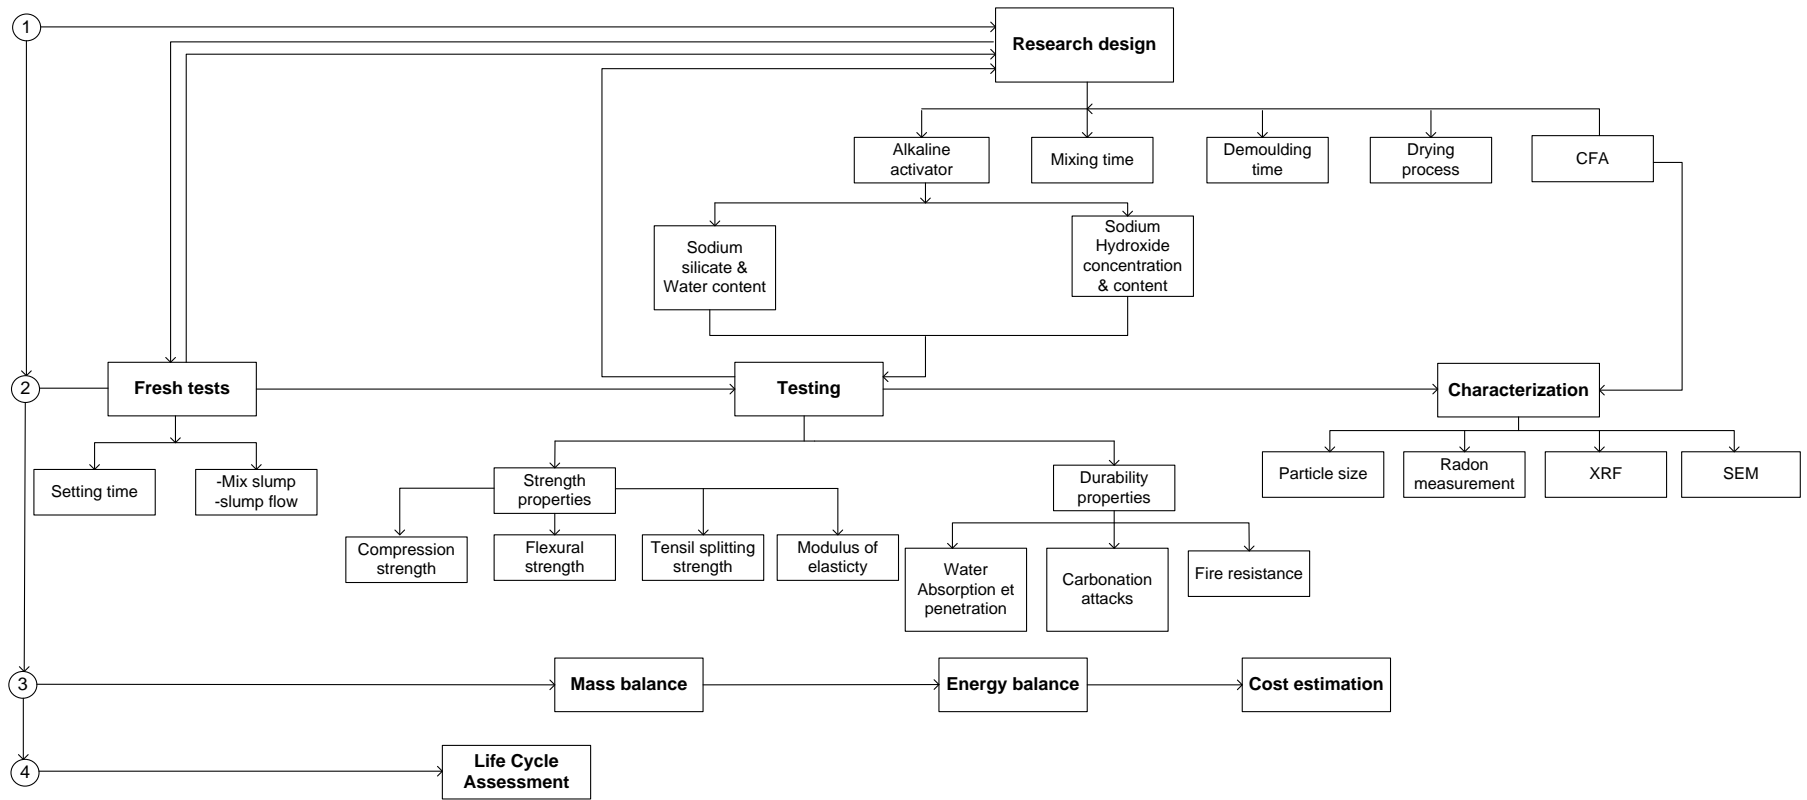 1
Research design
Alkaline
activator
Mixing time
Demoulding
time
Drying
process
CFA
Sodium
silicate &
Water content
Sodium
Hydroxide
concentration
& content
2
Fresh tests
Testing
Characterization
Setting time
-Mix slump
-slump flow
Strength
properties
Durability
properties
Particle size
Radon
measurement
XRF
SEM
Compression
strength
Flexural
strength
Tensil splitting
strength
Modulus of
elasticty
Water
Absorption et
penetration
Carbonation
attacks
Fire resistance
3
Mass balance
Energy balance
Cost estimation
4
Life Cycle
Assessment